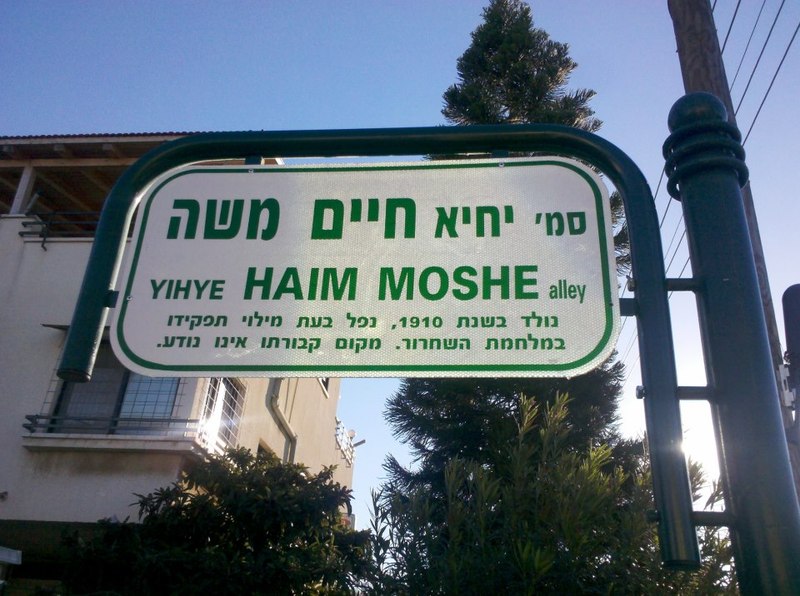 סמ' יחיא חיים משה
YIHYE HAIM MOSHE alley
נולד בשנת 1910, נפל בעת מילוי תפקידו
במלחמת השחרור. מקום קבורתו אינו נודע.